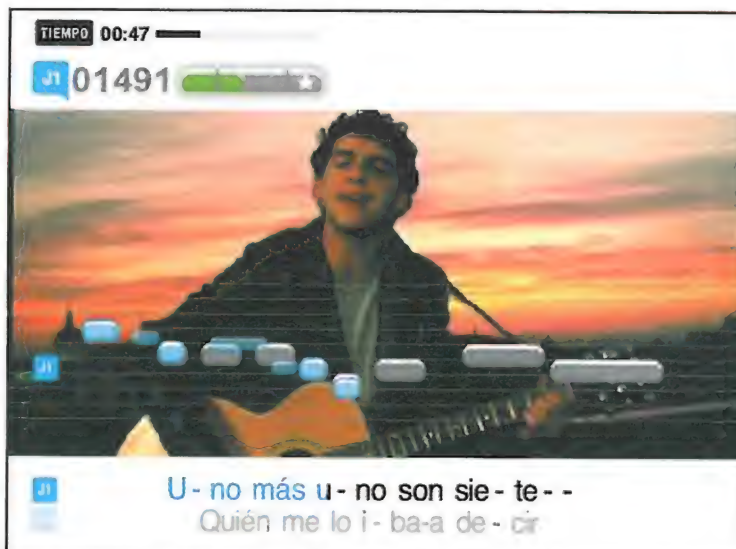 TIEMPO 00:47
J1 01491
J1
J1 U- no más u- no son sie- te- -
Quién me lo i- ba-a de- cir